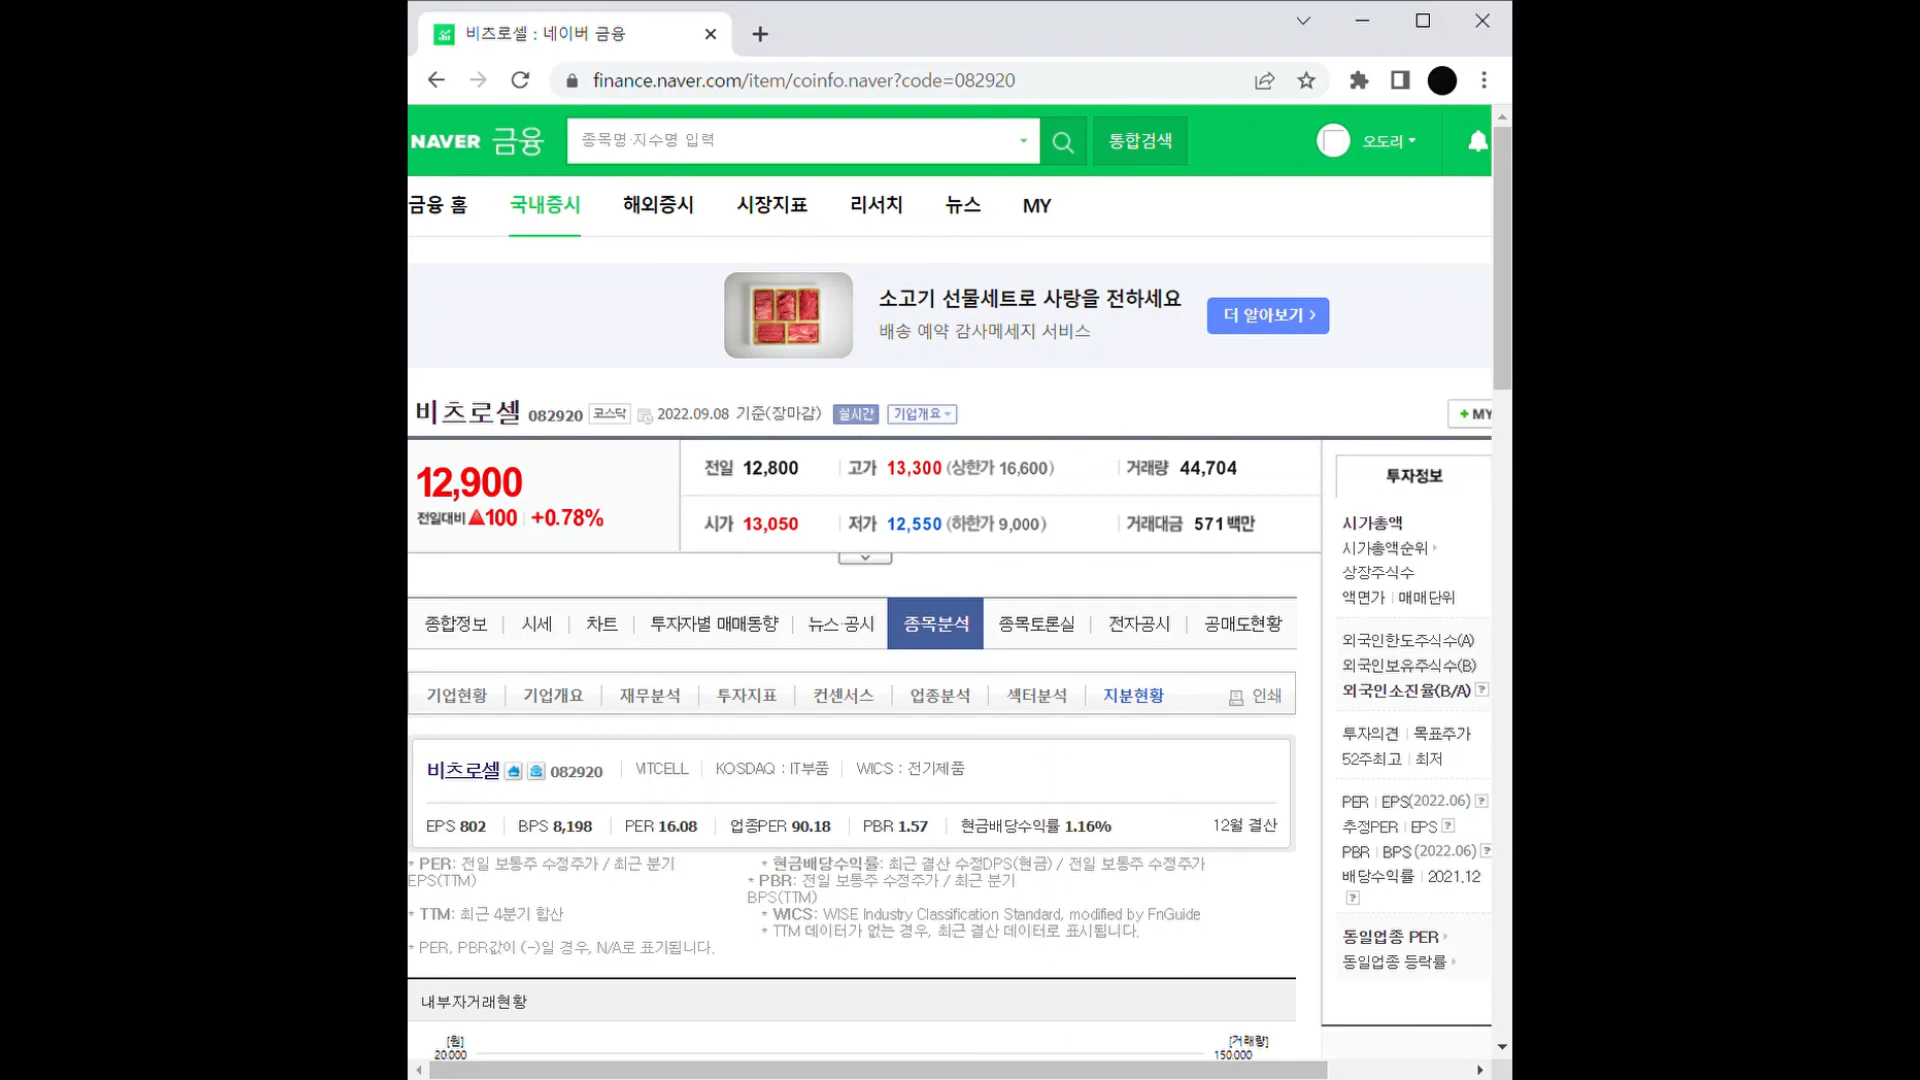 비츠로셀 : 네이버 금융
finance.naver.com/item/coinfo.naver?code=082920
NAVER 금융
종목명·지수명 입력
통합검색
오도리
금융 홈 국내증시 해외증시 시장지표 리서치 뉴스 MY
소고기 선물세트로 사랑을 전하세요
배송 예약 감사메세지 서비스
더 알아보기 >
비츠로셀 082920 코스닥 2022.09.08 기준(장마감) 실시간 기업개요
+ MY
12,900
전일대비 ▲100 +0.78%
전일 12,800 고가 13,300 (상한가 16,600) 거래량 44,704
시가 13,050 저가 12,550 (하한가 9,000) 거래대금 571 백만
종합정보 시세 차트 투자자별 매매동향 뉴스·공시 종목분석 종목토론실 전자공시 공매도현황
기업현황 기업개요 재무분석 투자지표 컨센서스 업종분석 섹터분석 지분현황 인쇄
비츠로셀 082920 VITCELL KOSDAQ : IT부품 WICS : 전기제품
EPS 802 BPS 8,198 PER 16.08 업종PER 90.18 PBR 1.57 현금배당수익률 1.16% 12월 결산
* PER: 전일 보통주 수정주가 / 최근 분기
EPS(TTM)
* TTM: 최근 4분기 합산
* PER, PBR값이 (-)일 경우, N/A로 표기됩니다.
* 현금배당수익률: 최근 결산 수정DPS(현금) / 전일 보통주 수정주가
* PBR: 전일 보통주 수정주가 / 최근 분기
BPS(TTM)
* WICS: WISE Industry Classification Standard, modified by FnGuide
* TTM 데이터가 없는 경우, 최근 결산 데이터로 표시됩니다.
내부자거래현황
[원] [거래량]
20,000 150,000
투자정보
시가총액
시가총액순위
상장주식수
액면가 매매단위
외국인한도주식수(A)
외국인보유주식수(B)
외국인소진율(B/A) ?
투자의견 목표주가
52주최고 최저
PER EPS(2022.06) ?
추정PER EPS ?
PBR BPS (2022.06) ?
배당수익률 2021.12
?
동일업종 PER
동일업종 등락률